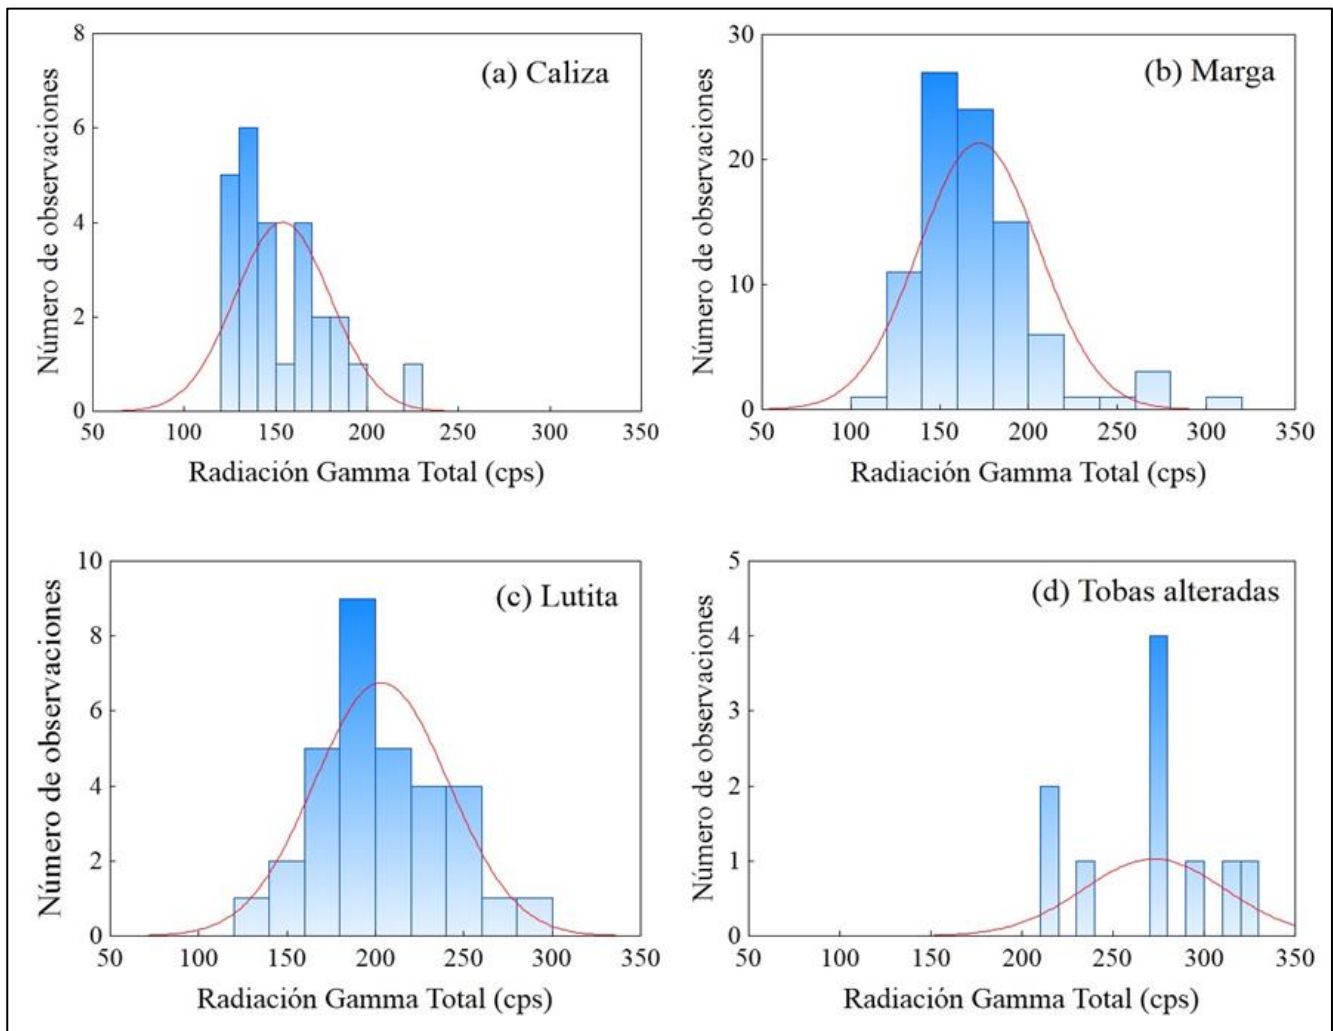 (a) Caliza
Número de observaciones
8
6
4
2
0
50 100 150 200 250 300 350
Radiación Gamma Total (cps)
(b) Marga
Número de observaciones
30
20
10
0
50 100 150 200 250 300 350
Radiación Gamma Total (cps)
(c) Lutita
Número de observaciones
10
8
6
4
2
0
50 100 150 200 250 300 350
Radiación Gamma Total (cps)
(d) Tobas alteradas
Número de observaciones
5
4
3
2
1
0
50 100 150 200 250 300 350
Radiación Gamma Total (cps)